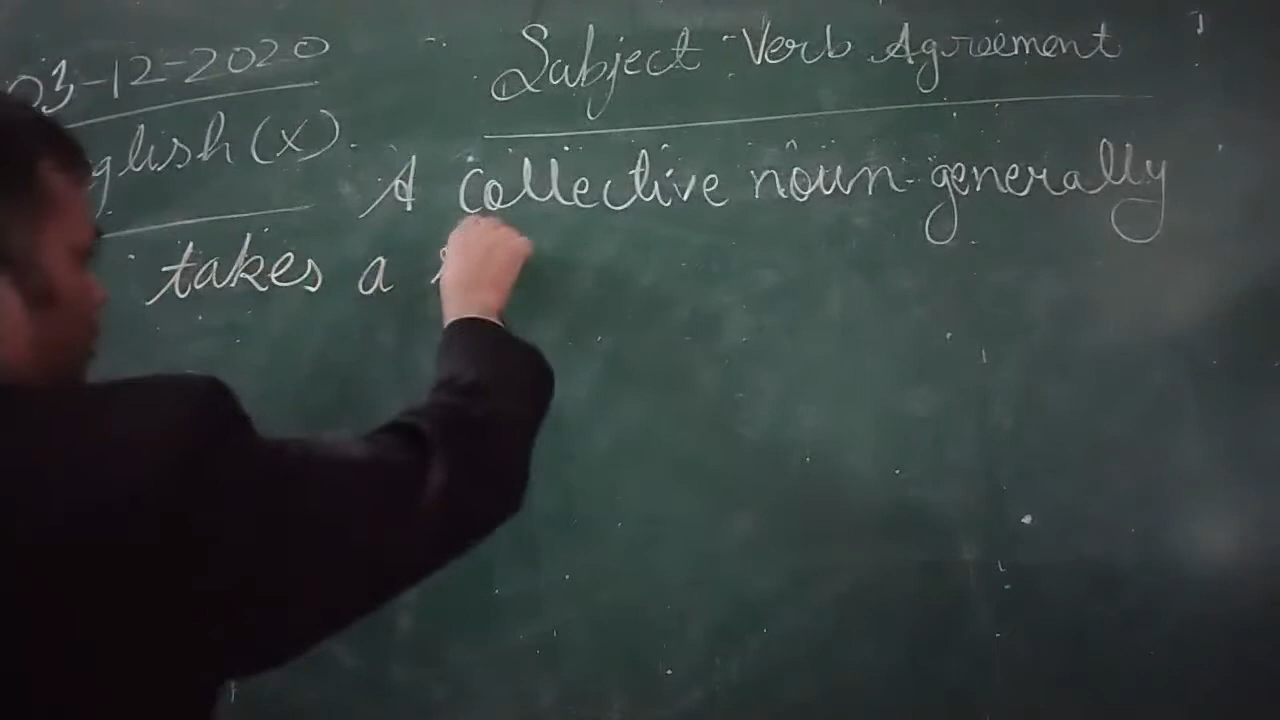 03-12-2020
Subject-Verb Agreement
glish (X).
A collective noun generally
takes a